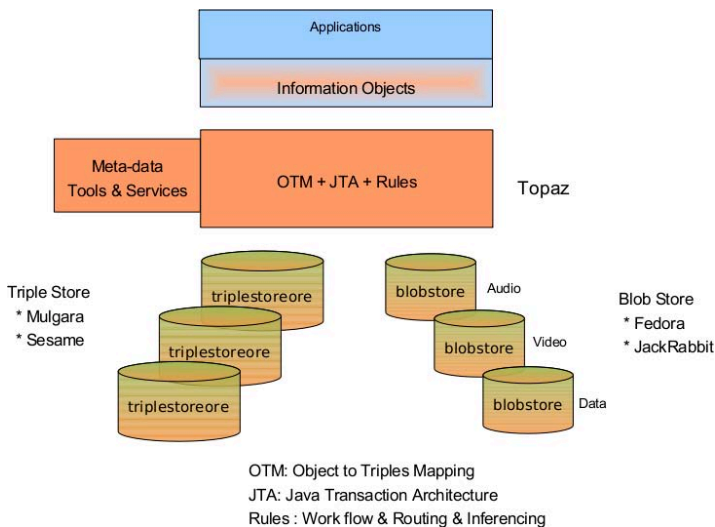 Applications
Information Objects
Meta-data
Tools & Services
OTM + JTA + Rules
Topaz
Triple Store
* Mulgara
* Sesame
triplestoreore
triplestoreore
triplestoreore
blobstore
Audio
blobstore
Video
blobstore
Data
Blob Store
* Fedora
* JackRabbit
OTM: Object to Triples Mapping
JTA: Java Transaction Architecture
Rules : Work flow & Routing & Inferencing